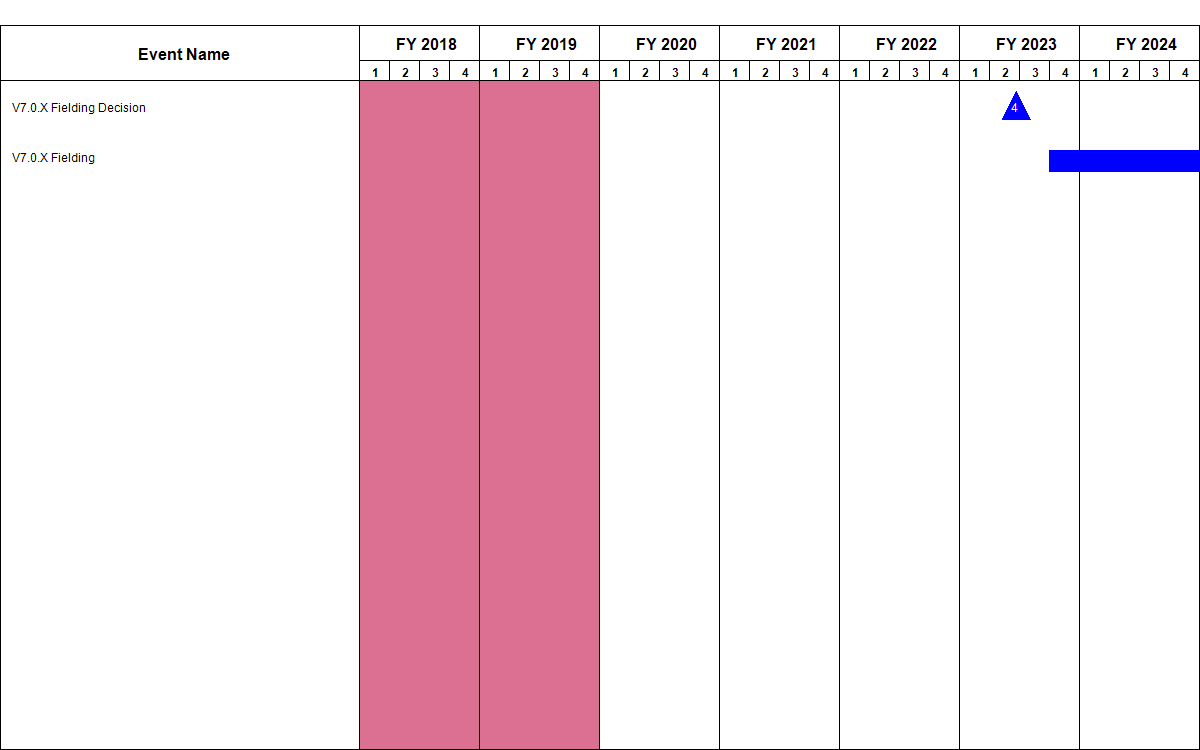 Event Name
FY 2018 FY 2019 FY 2020 FY 2021 FY 2022 FY 2023 FY 2024
1 2 3 4 1 2 3 4 1 2 3 4 1 2 3 4 1 2 3 4 1 2 3 4 1 2 3 4
V7.0.X Fielding Decision 4
V7.0.X Fielding